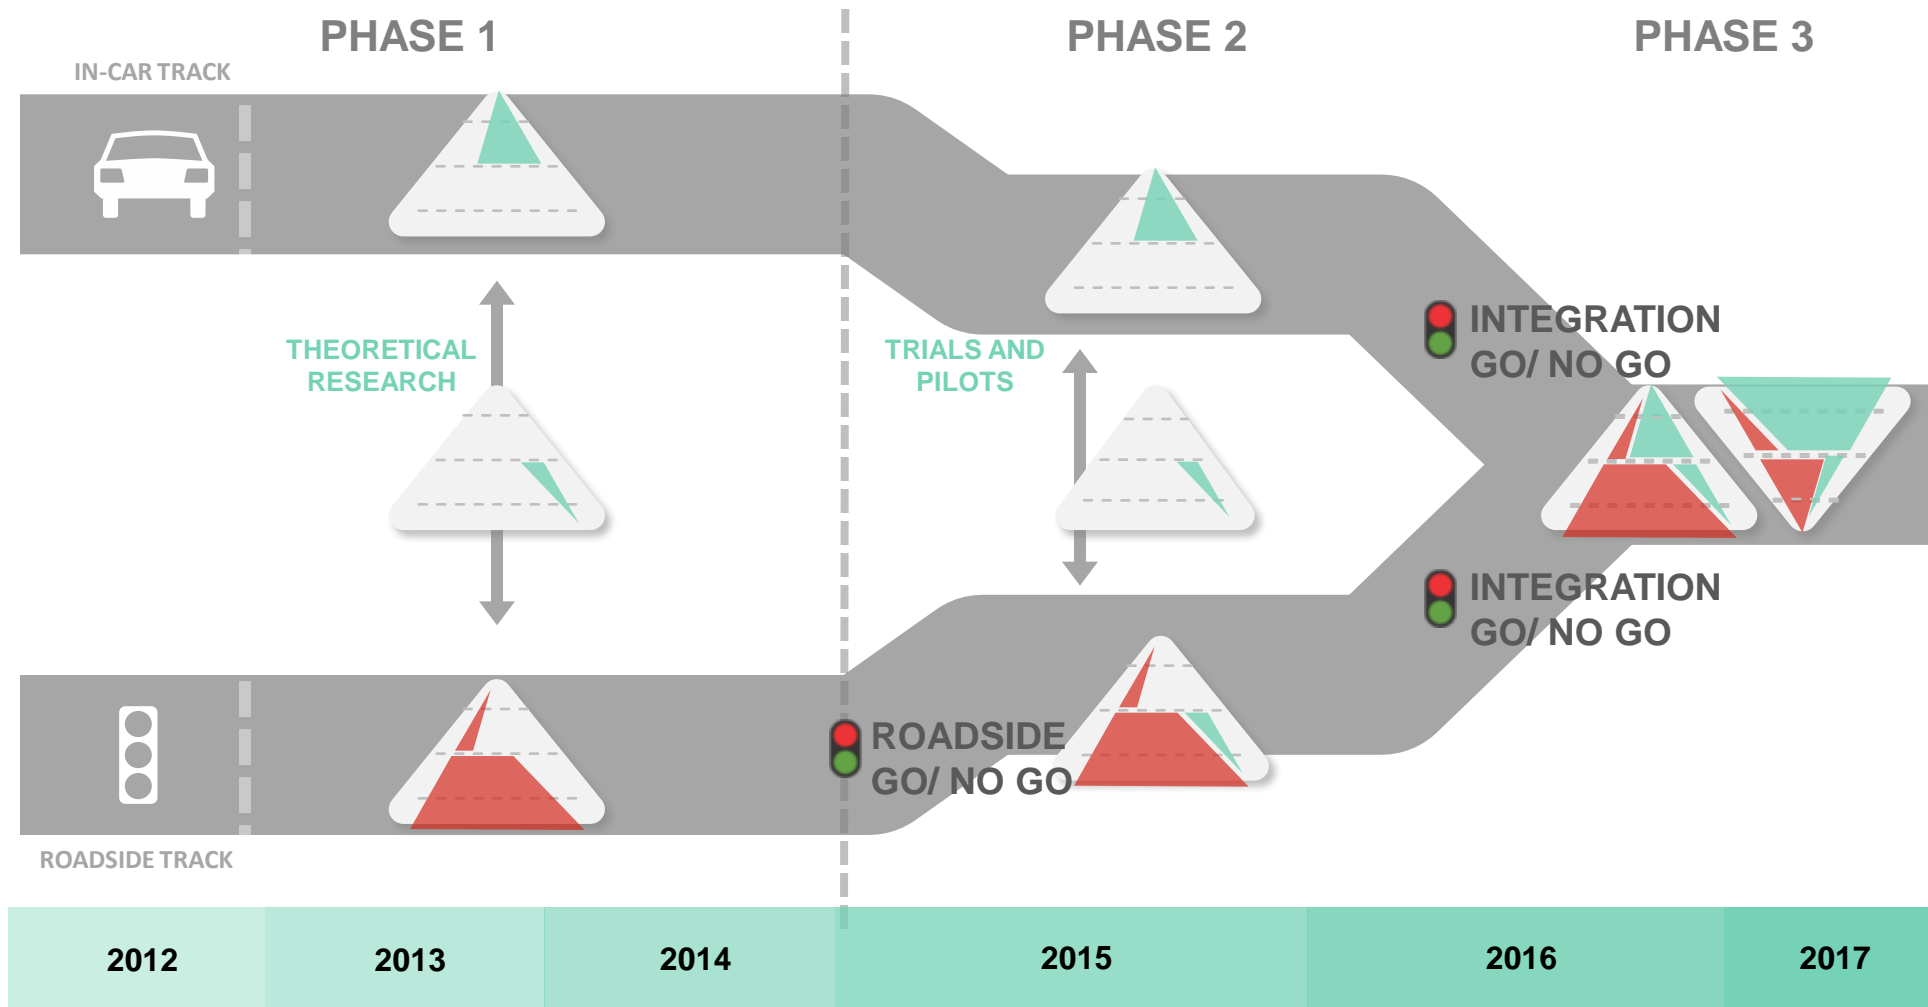 PHASE 1
PHASE 2
PHASE 3
IN-CAR TRACK
THEORETICAL
RESEARCH
TRIALS AND
PILOTS
INTEGRATION
GO/ NO GO
INTEGRATION
GO/ NO GO
ROADSIDE
GO/ NO GO
ROADSIDE TRACK
2012
2013
2014
2015
2016
2017